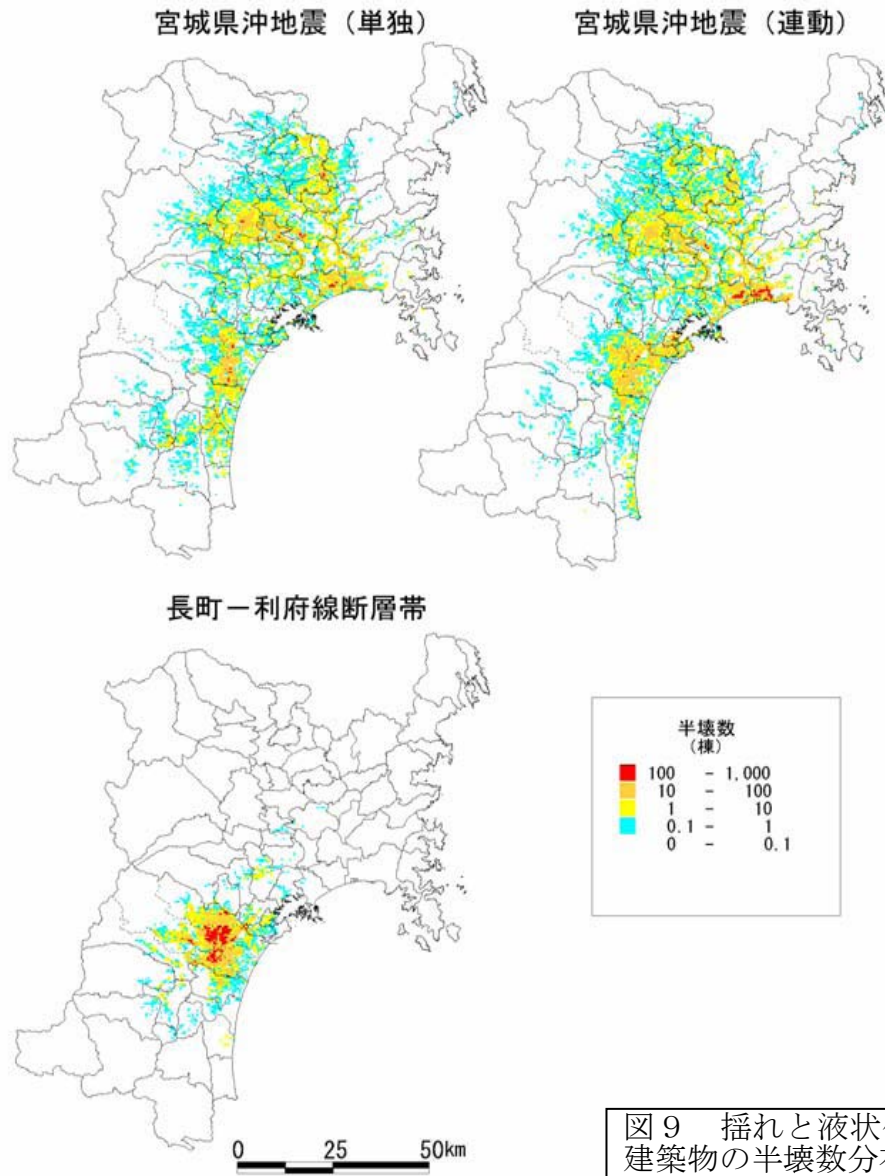 宮城県沖地震（単独）
宮城県沖地震（連動）
長町－利府線断層帯
半壊数
(棟)
100 - 1,000
10 - 100
1 - 10
0.1 - 1
0 - 0.1
0 25 50km
図９　揺れと液状
建築物の半壊数分